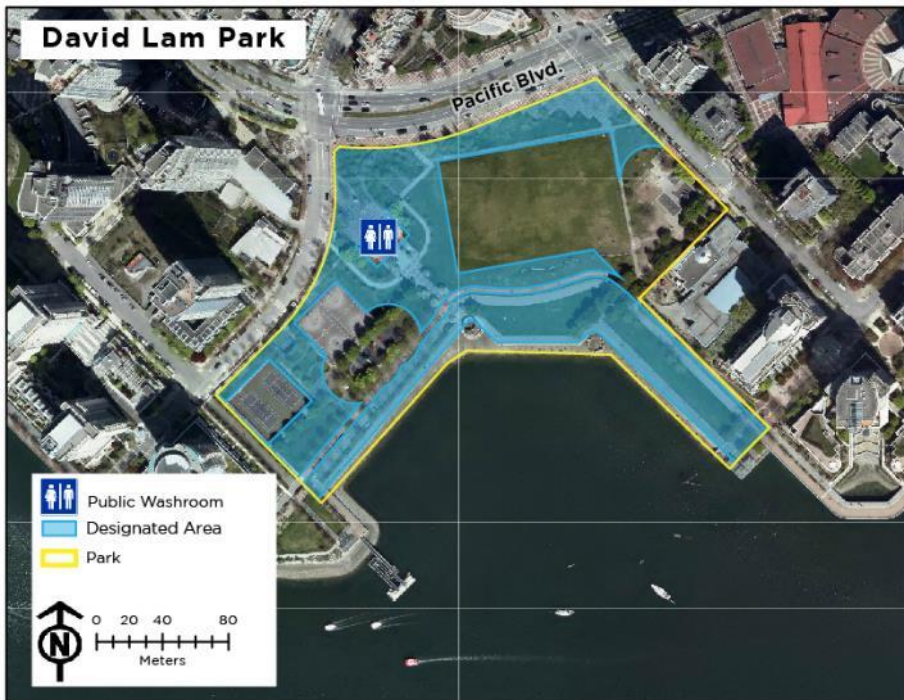 David Lam Park
Pacific Blvd.
Public Washroom
Designated Area
Park
N
0 20 40 80
Meters